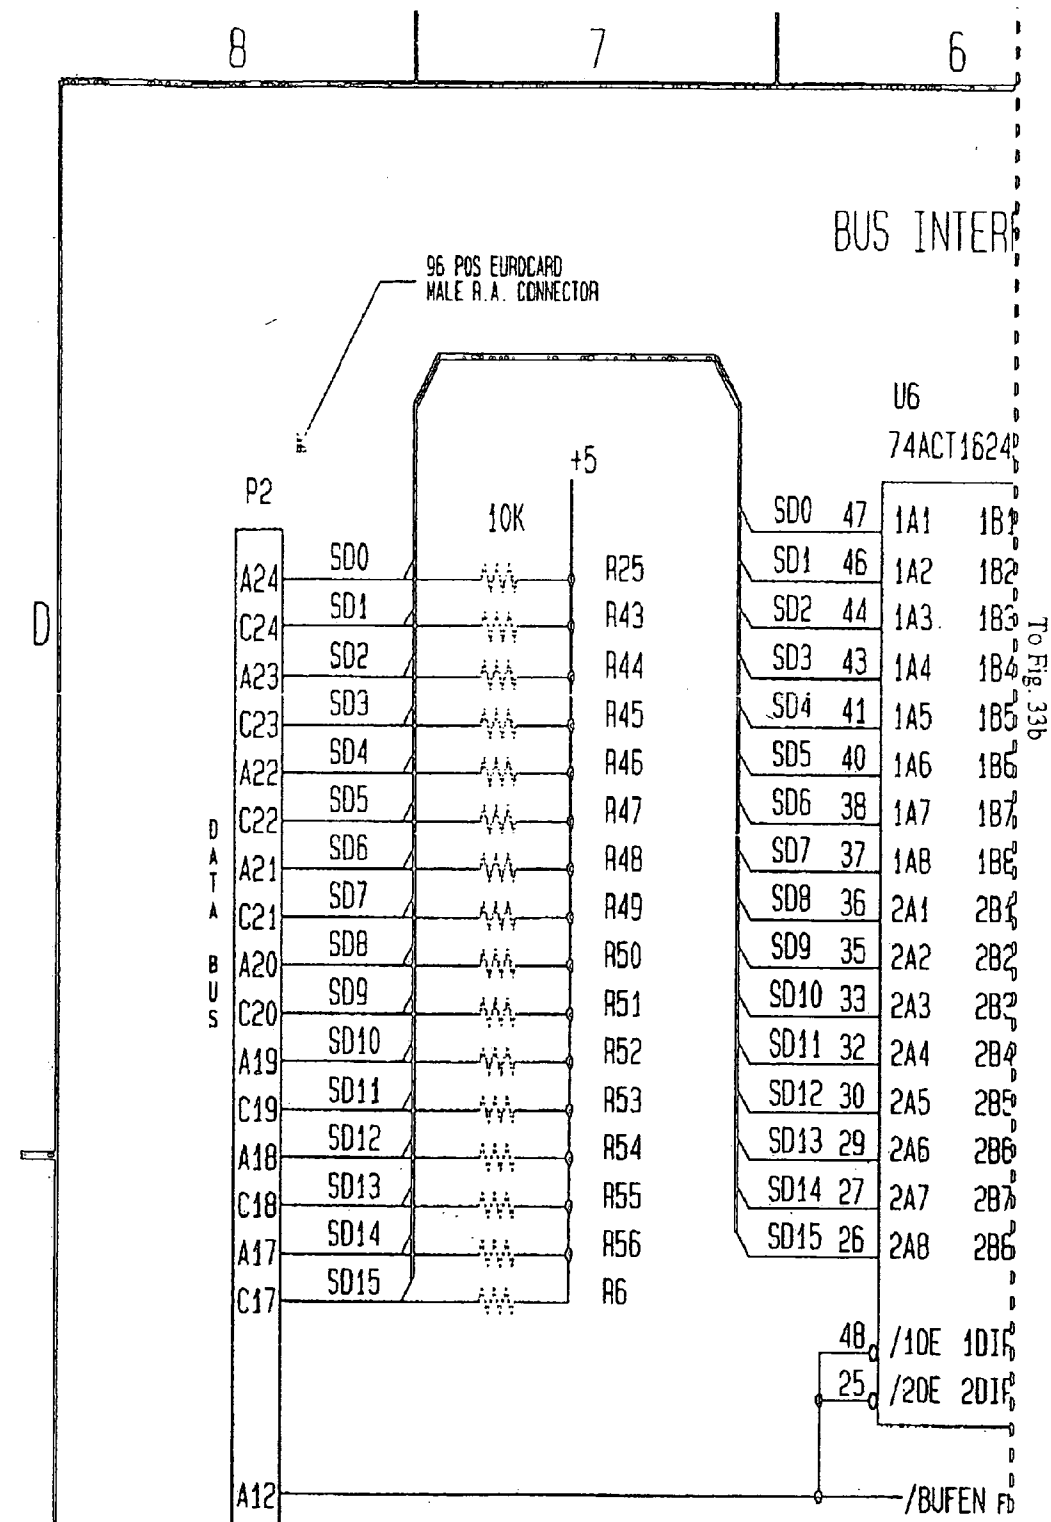 8 7 6
BUS INTERF
96 POS EUROCARD
MALE R.A. CONNECTOR
U6
74ACT1624
+5
P2
10K
SD0 47 1A1 1B1
A24 SD0 R25
SD1 46 1A2 1B2
C24 SD1 R43
SD2 44 1A3 1B3
A23 SD2 R44
SD3 43 1A4 1B4
C23 SD3 R45
SD4 41 1A5 1B5
A22 SD4 R46
SD5 40 1A6 1B6
C22 SD5 R47
SD6 38 1A7 1B7
A21 SD6 R48
SD7 37 1A8 1B8
C21 SD7 R49
SD8 36 2A1 2B1
A20 SD8 R50
SD9 35 2A2 2B2
C20 SD9 R51
SD10 33 2A3 2B3
A19 SD10 R52
SD11 32 2A4 2B4
C19 SD11 R53
SD12 30 2A5 2B5
A18 SD12 R54
SD13 29 2A6 2B6
C18 SD13 R55
SD14 27 2A7 2B7
A17 SD14 R56
SD15 26 2A8 2B6
C17 SD15 R6
D
DATA BUS
To Fig. 33b
48 /1OE 1DIR
25 /2OE 2DIR
A12 /BUFEN